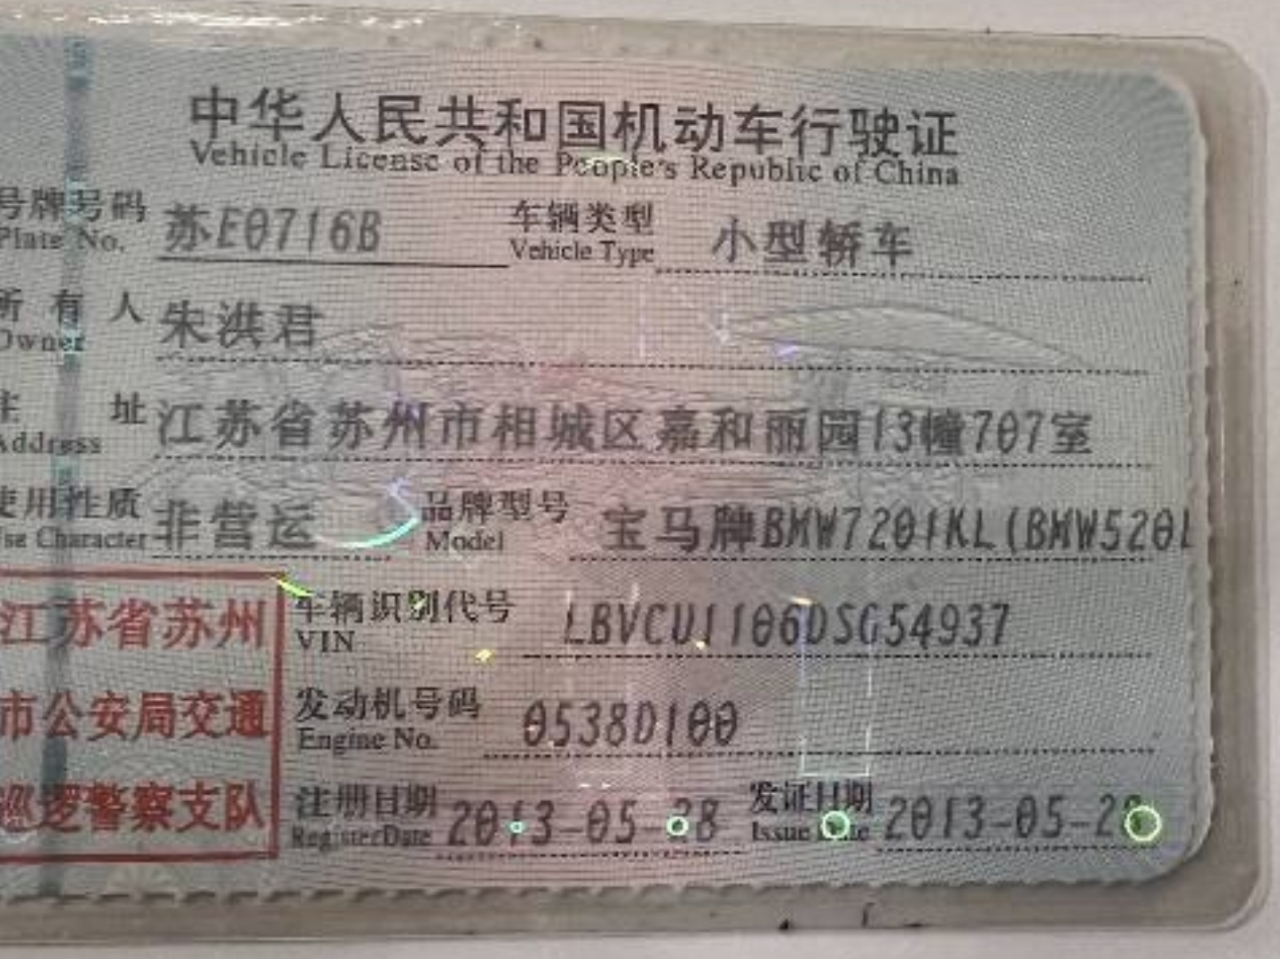 中华人民共和国机动车行驶证
Vehicle License of the People's Republic of China
号牌号码 苏E0716B 车辆类型 小型轿车
Plate No. Vehicle Type
所有人 朱洪君
Owner
主 址 江苏省苏州市相城区嘉和丽园13幢707室
Address
使用性质 非营运 品牌型号 宝马牌BMW7201KL(BMW520L
Use Character Model
江苏省苏州 车辆识别代号 LBVCU1106DSG54937
VIN
市公安局交通 发动机号码 0538D100
Engine No.
巡逻警察支队 注册日期 2013-05-28 发证日期 2013-05-28
Register Date Issue Date